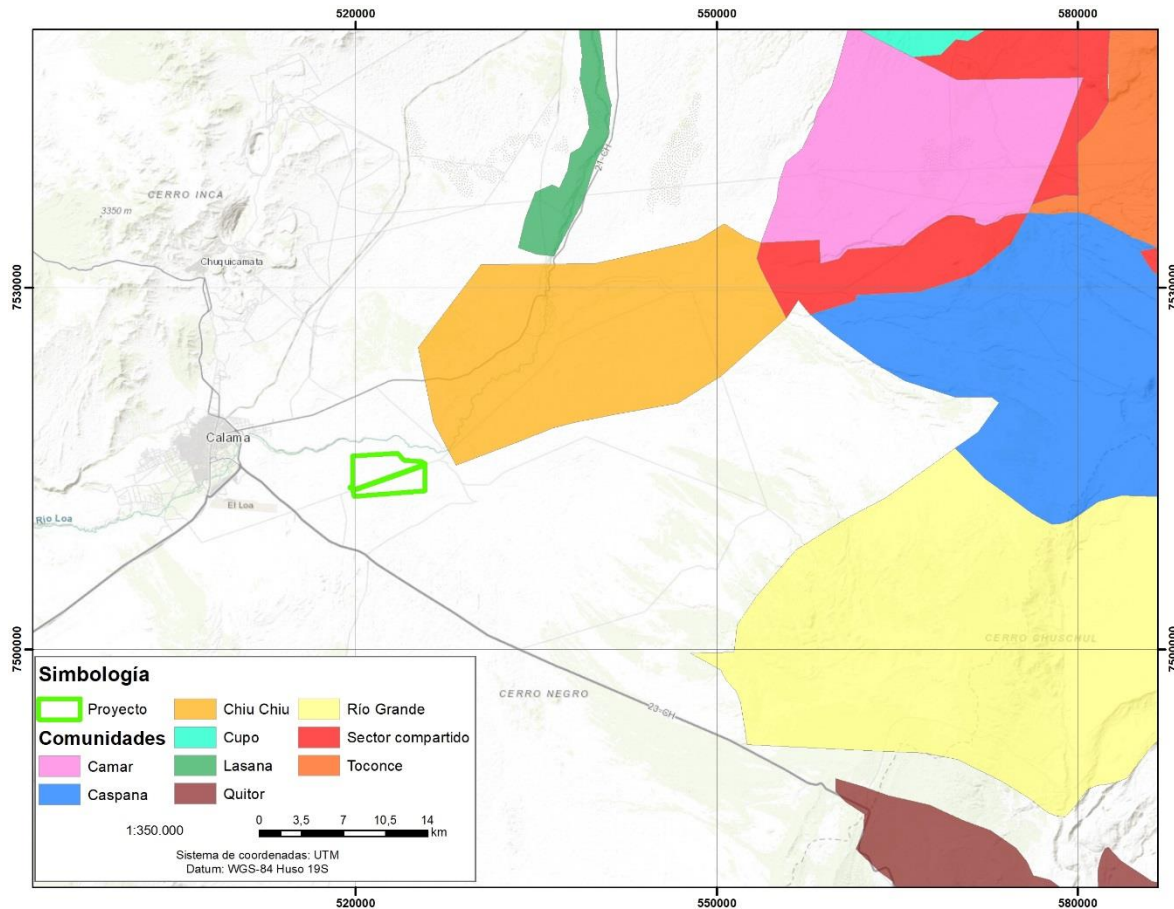 520000
550000
580000
7530000
7530000
7500000
7500000
CERRO INCA
3350 m
Chuquicamata
21-CH
Calama
El Loa
Río Loa
CERRO CHUSCHUL
CERRO NEGRO
23-CH
Simbología
Proyecto
Comunidades
Camar
Caspana
Chiu Chiu
Cupo
Lasana
Quitor
Río Grande
Sector compartido
Toconce
1:350.000
0 3,5 7 10,5 14
km
Sistema de coordenadas: UTM
Datum: WGS-84 Huso 19S
520000
550000
580000